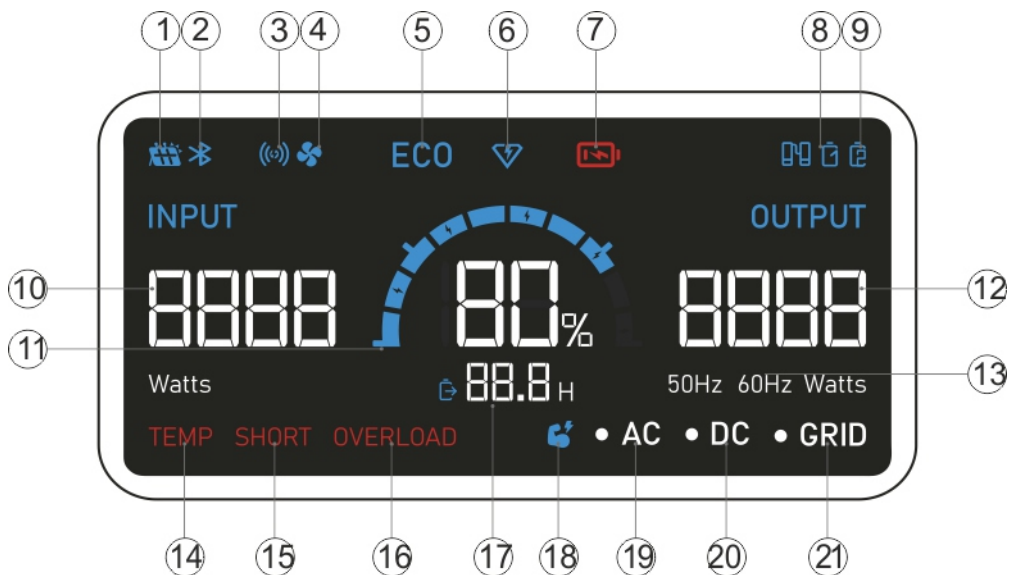 1 2 3 4 5 6 7 8 9
ECO
INPUT OUTPUT
10 8888 80% 8888 12
11
Watts 88.8 H 50Hz 60Hz Watts 13
TEMP SHORT OVERLOAD AC DC GRID
14 15 16 17 18 19 20 21